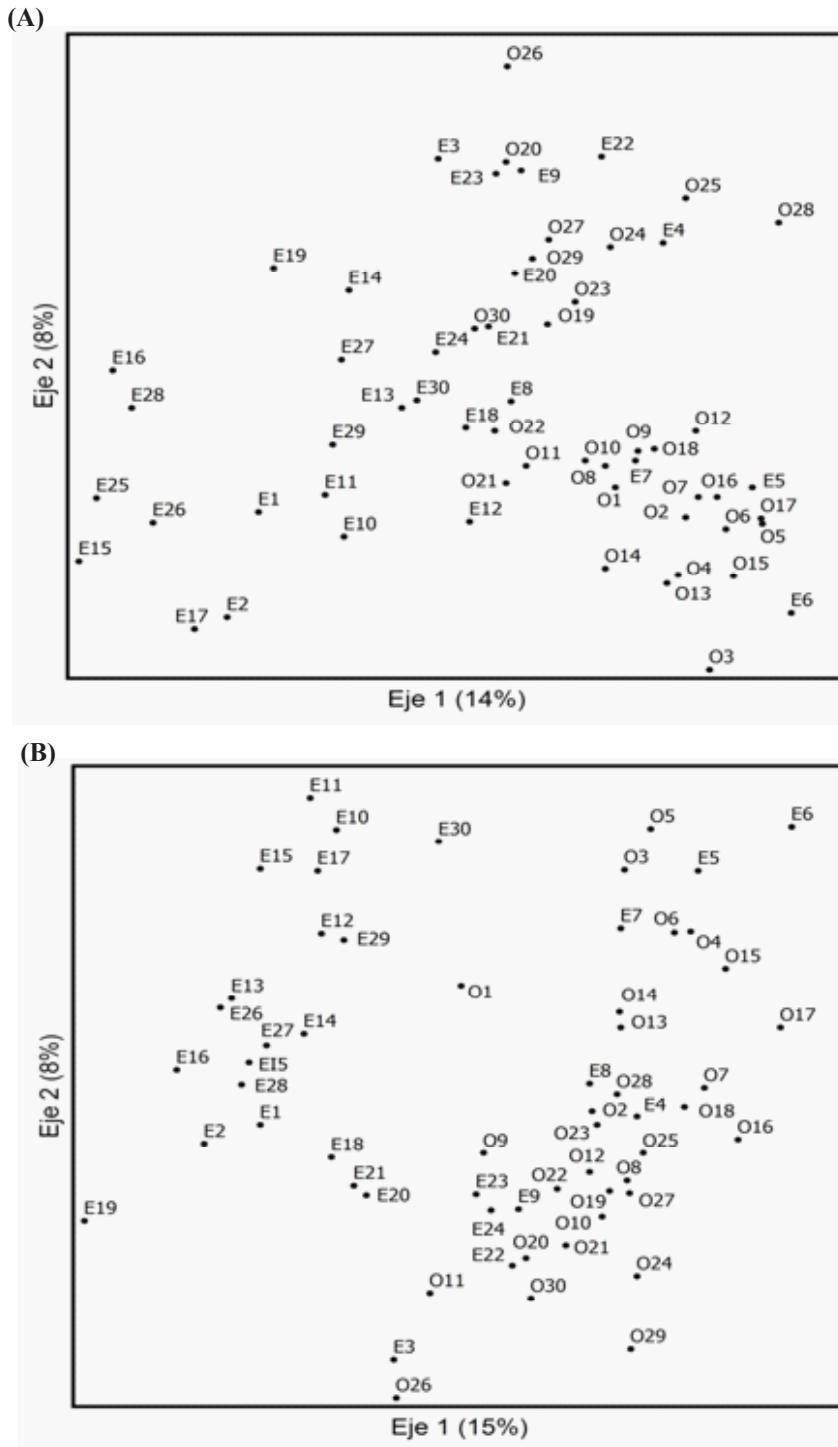 (A)
O26
E3 O20 E22
E23 E9
O25
O28
O27 O24 E4
E19 O29
E14 E20
O23
O30 O19
E24 E21
E27
E16
E30
E28 E13 E8
E18 O22 O12
E29 O9
O11 O10 O18
O8 E7
E25 E11 O21 O1 O7 O16 E5
E1 O17
E26 E12 O2 O6
E10 O5
E15 O14 O4 O15
O13
E17 E2 E6
O3
Eje 2 (8%)
Eje 1 (14%)
(B)
E11
E10 O5 E6
E30
E15 E17 O3 E5
E12 E7 O6
E29 O4
O15
E13 O1
E26 O14
E14 O13 O17
E27
E16 EI5
E28 E8 O28 O7
E1 O2 E4 O18
E2 O23 O16
E18 O9 O25
E21 O12 O8
E20 E23 O22 O19 O27
E19 E24 E9 O10
O20 O21
E22
O11 O30 O24
E3 O29
O26
Eje 2 (8%)
Eje 1 (15%)